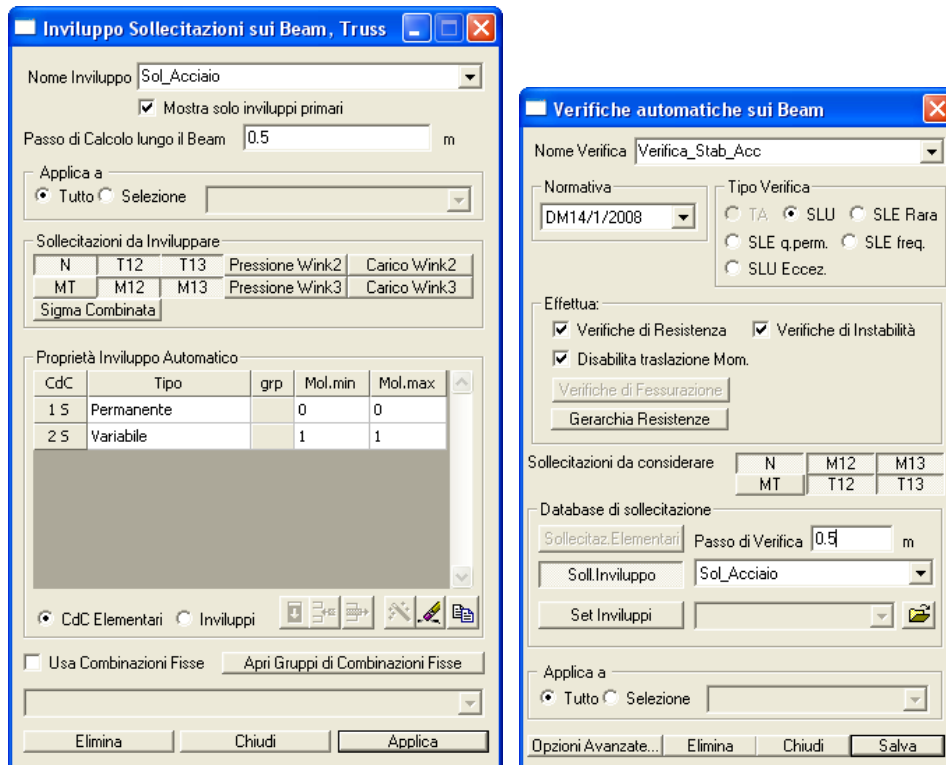 Inviluppo Sollecitazioni sui Beam, Truss
Nome Inviluppo Sol_Acciaio
Mostra solo inviluppi primari
Passo di Calcolo lungo il Beam 0.5 m
Applica a
Tutto Selezione
Sollecitazioni da Inviluppare
N T12 T13 Pressione Wink2 Carico Wink2
MT M12 M13 Pressione Wink3 Carico Wink3
Sigma Combinata
Proprietà Inviluppo Automatico
CdC Tipo grp Mol.min Mol.max
1 S Permanente 0 0
2 S Variabile 1 1
CdC Elementari Inviluppi
Usa Combinazioni Fisse Apri Gruppi di Combinazioni Fisse
Elimina Chiudi Applica
Verifiche automatiche sui Beam
Nome Verifica Verifica_Stab_Acc
Normativa
DM14/1/2008
Tipo Verifica
TA SLU SLE Rara
SLE q.perm. SLE freq.
SLU Eccez.
Effettua:
Verifiche di Resistenza Verifiche di Instabilità
Disabilita traslazione Mom.
Verifiche di Fessurazione
Gerarchia Resistenze
Sollecitazioni da considerare N M12 M13
MT T12 T13
Database di sollecitazione
Sollecitaz.Elementari Passo di Verifica 0.5 m
Soll.Inviluppo Sol_Acciaio
Set Inviluppi
Applica a
Tutto Selezione
Opzioni Avanzate... Elimina Chiudi Salva